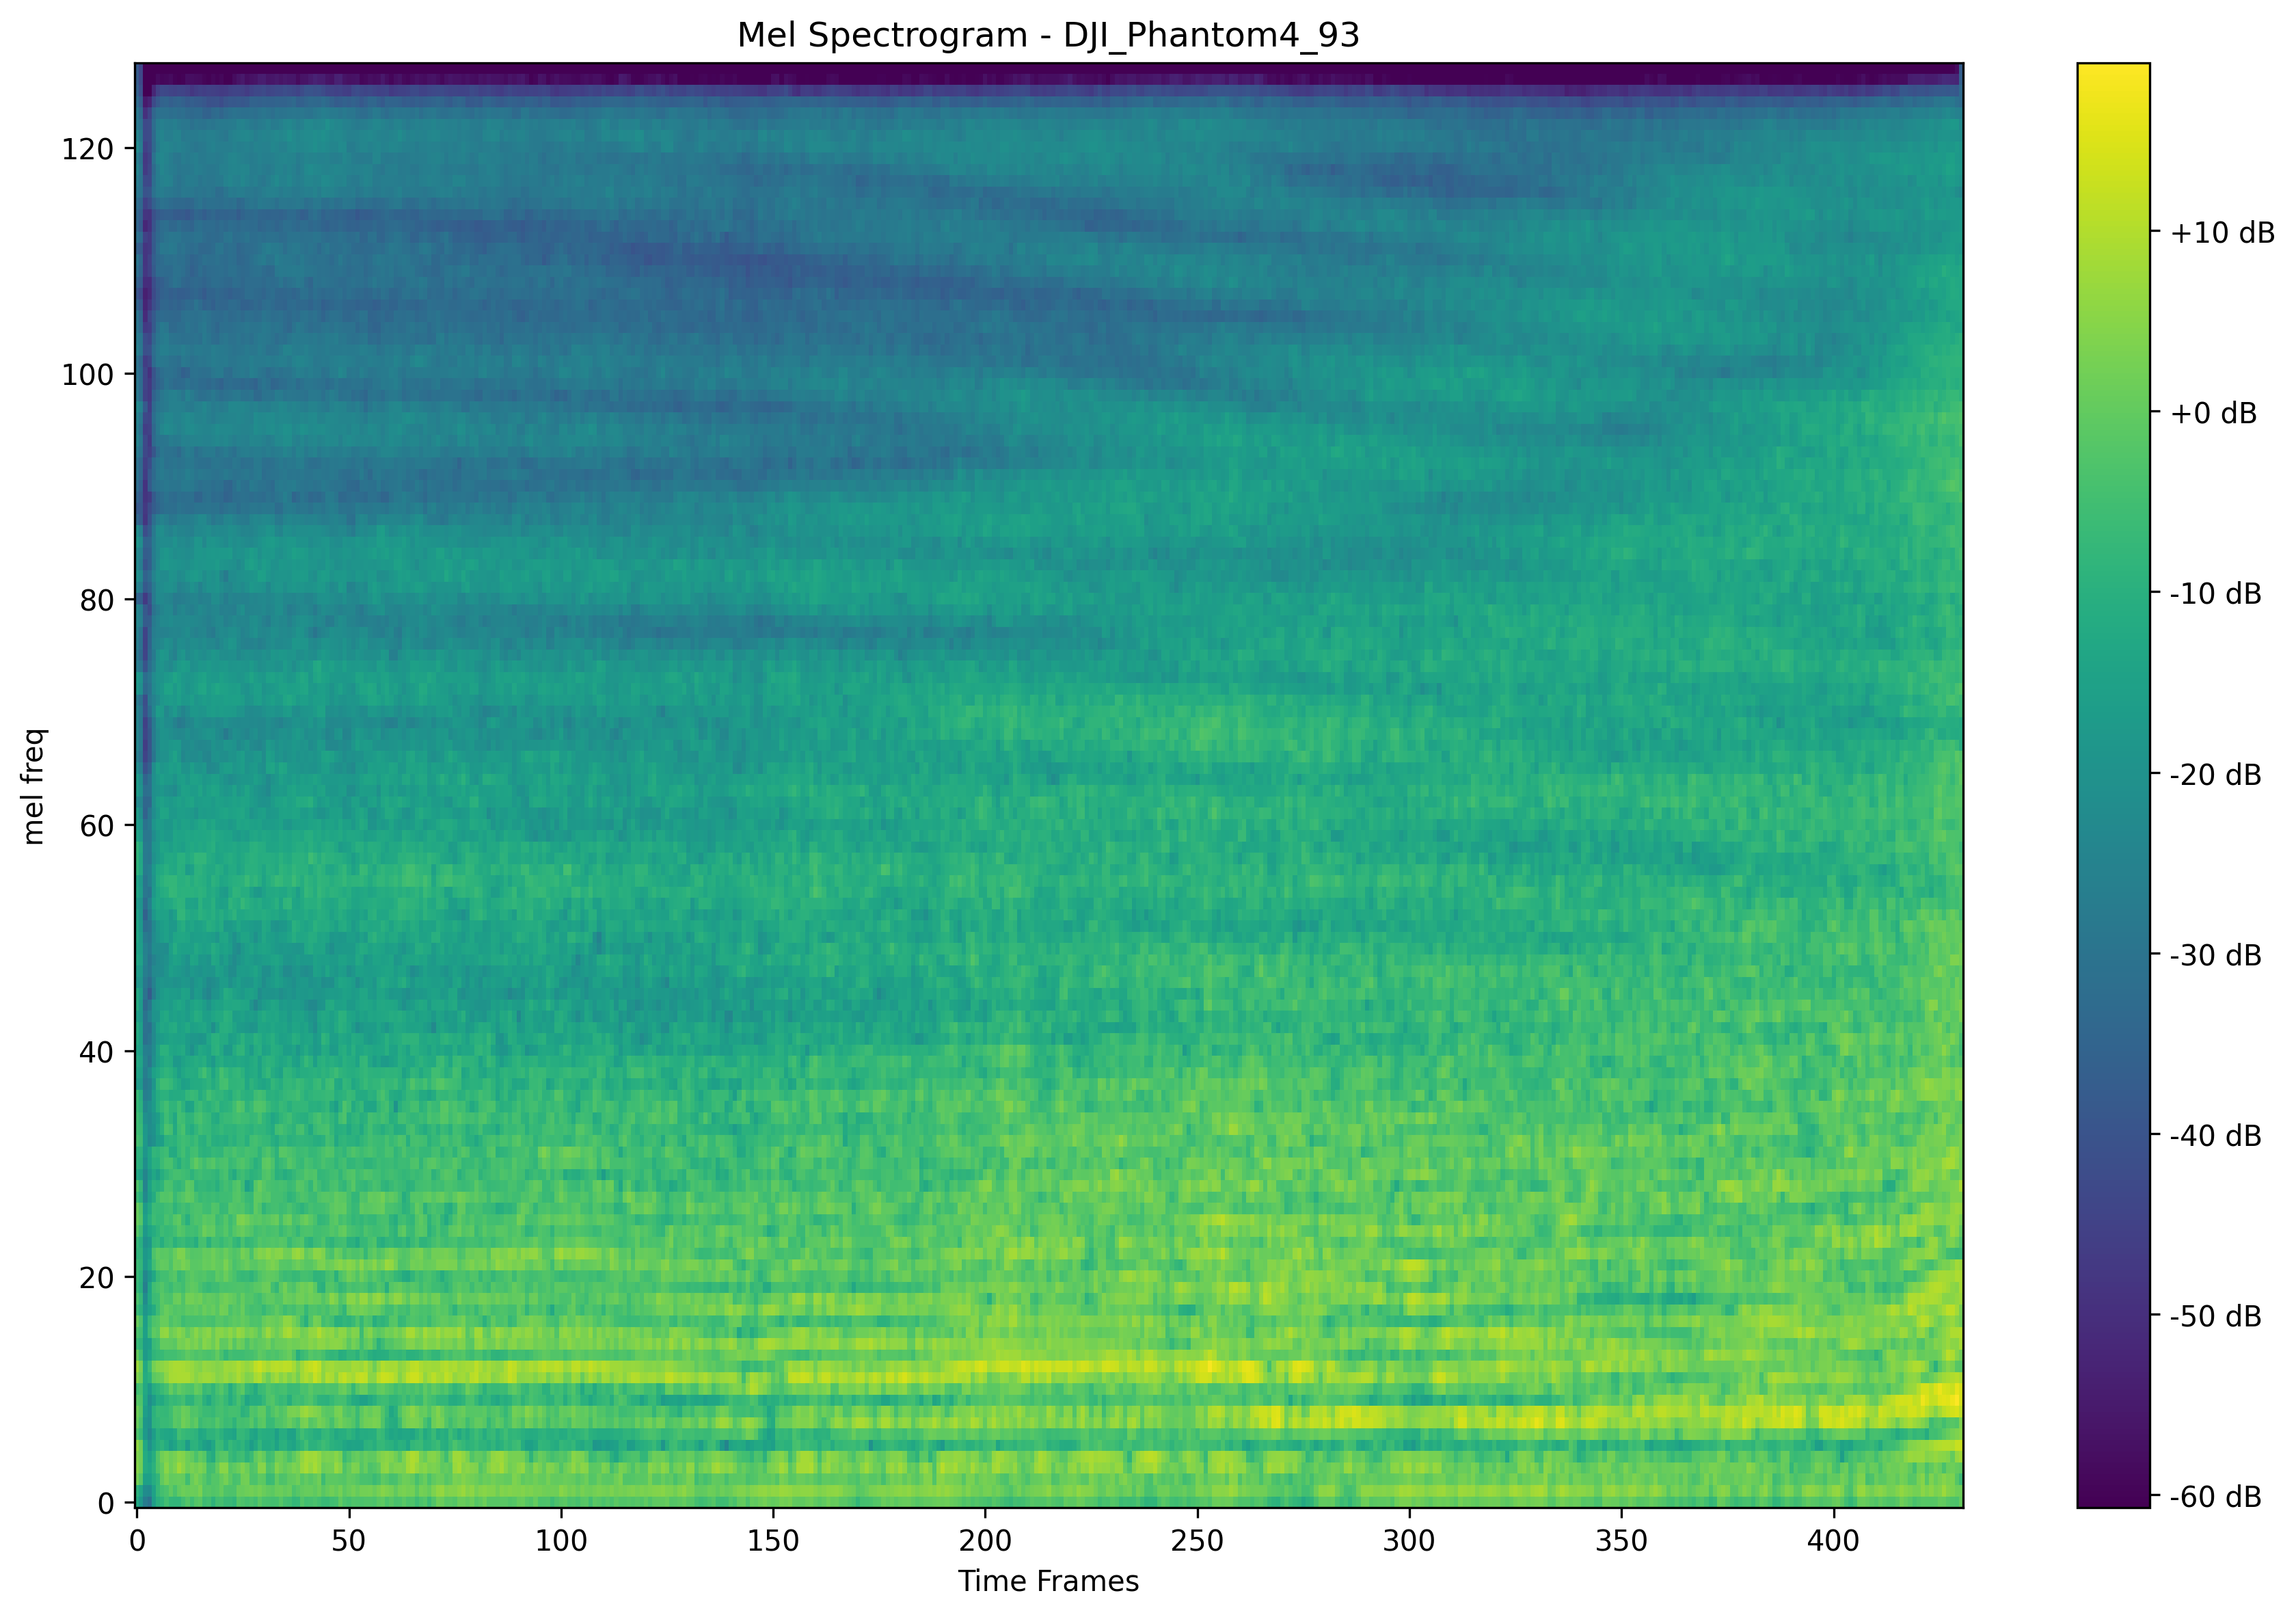 Mel Spectrogram - DJI_Phantom4_93
mel freq
120
100
80
60
40
20
0
0 50 100 150 200 250 300 350 400
Time Frames
+10 dB
+0 dB
-10 dB
-20 dB
-30 dB
-40 dB
-50 dB
-60 dB